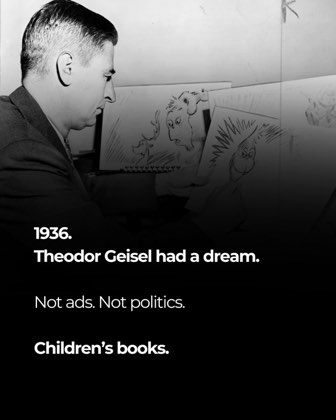 1936.
Theodor Geisel had a dream.
Not ads. Not politics.
Children’s books.